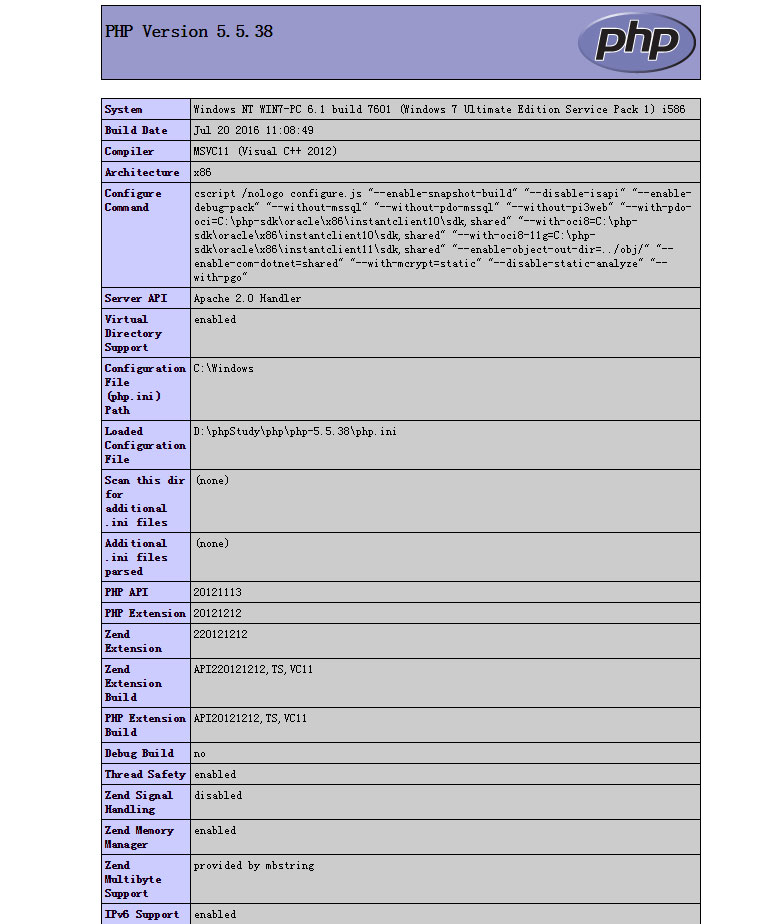 PHP Version 5.5.38
php
System Windows NT WIN7-PC 6.1 build 7601 (Windows 7 Ultimate Edition Service Pack 1) i586
Build Date Jul 20 2016 11:08:49
Compiler MSVC11 (Visual C++ 2012)
Architecture x86
Configure
Command
cscript /nologo configure.js "--enable-snapshot-build" "--disable-isapi" "--enable-
debug-pack" "--without-mssql" "--without-pdo-mssql" "--without-pi3web" "--with-pdo-
oci=C:\php-sdk\oracle\x86\instantclient10\sdk,shared" "--with-oci8=C:\php-
sdk\oracle\x86\instantclient10\sdk,shared" "--with-oci8-11g=C:\php-
sdk\oracle\x86\instantclient11\sdk,shared" "--enable-object-out-dir=../obj/" "--
enable-com-dotnet=shared" "--with-mcrypt=static" "--disable-static-analyze" "--
with-pgo"
Server API Apache 2.0 Handler
Virtual
Directory
Support
enabled
Configuration
File
(php.ini)
Path
C:\Windows
Loaded
Configuration
File
D:\phpStudy\php\php-5.5.38\php.ini
Scan this dir
for
additional
.ini files
(none)
Additional
.ini files
parsed
(none)
PHP API 20121113
PHP Extension 20121212
Zend
Extension
220121212
Zend
Extension
Build
API220121212,TS,VC11
PHP Extension
Build
API20121212,TS,VC11
Debug Build no
Thread Safety enabled
Zend Signal
Handling
disabled
Zend Memory
Manager
enabled
Zend
Multibyte
Support
provided by mbstring
IPv6 Support enabled